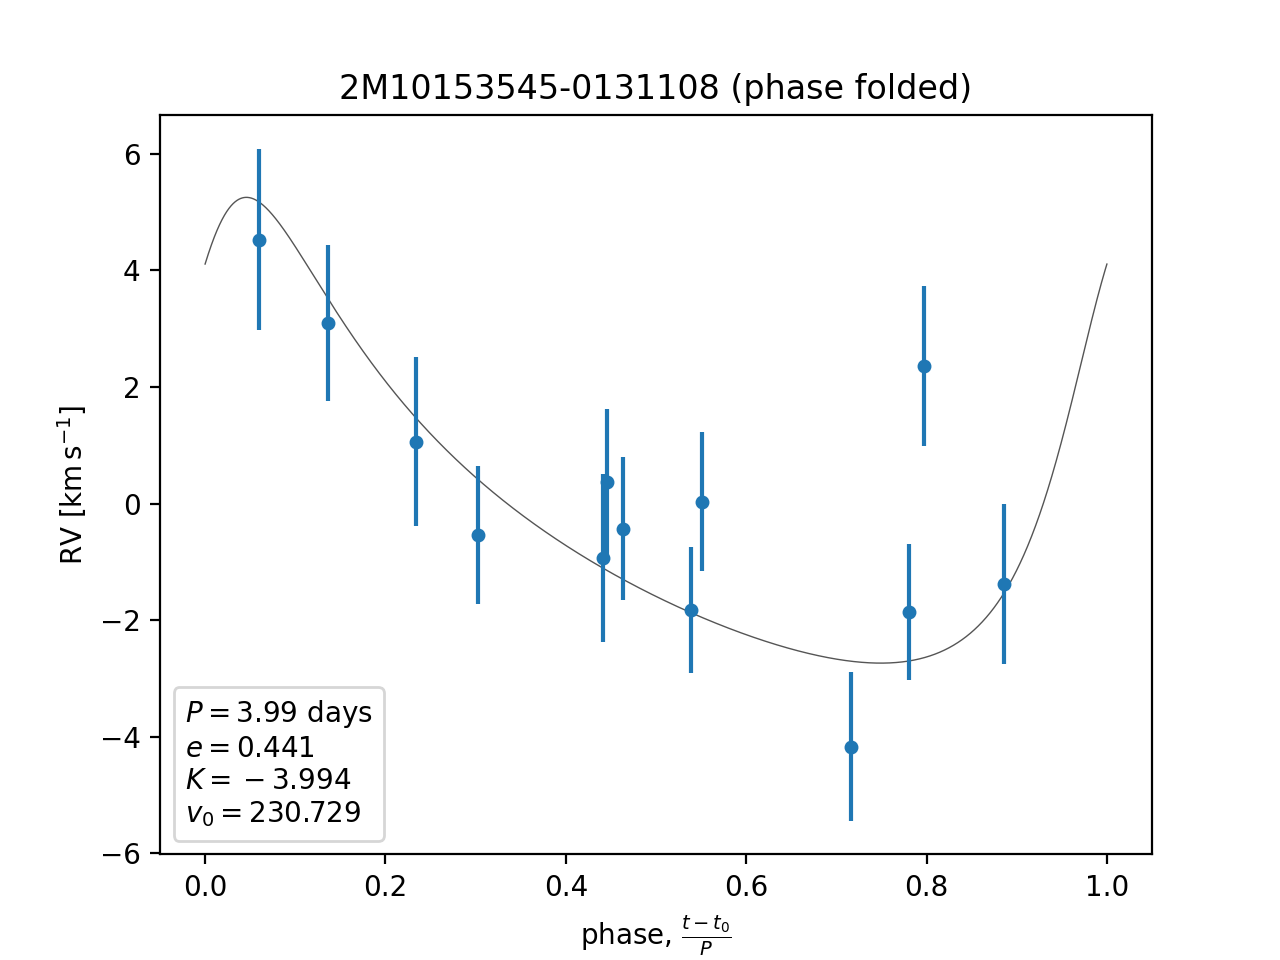 2M10153545-0131108 (phase folded)
RV [km s⁻¹]
6
4
2
0
−2
−4
−6
P = 3.99 days
e = 0.441
K = −3.994
v₀ = 230.729
0.0 0.2 0.4 0.6 0.8 1.0
phase, (t − t₀)/P